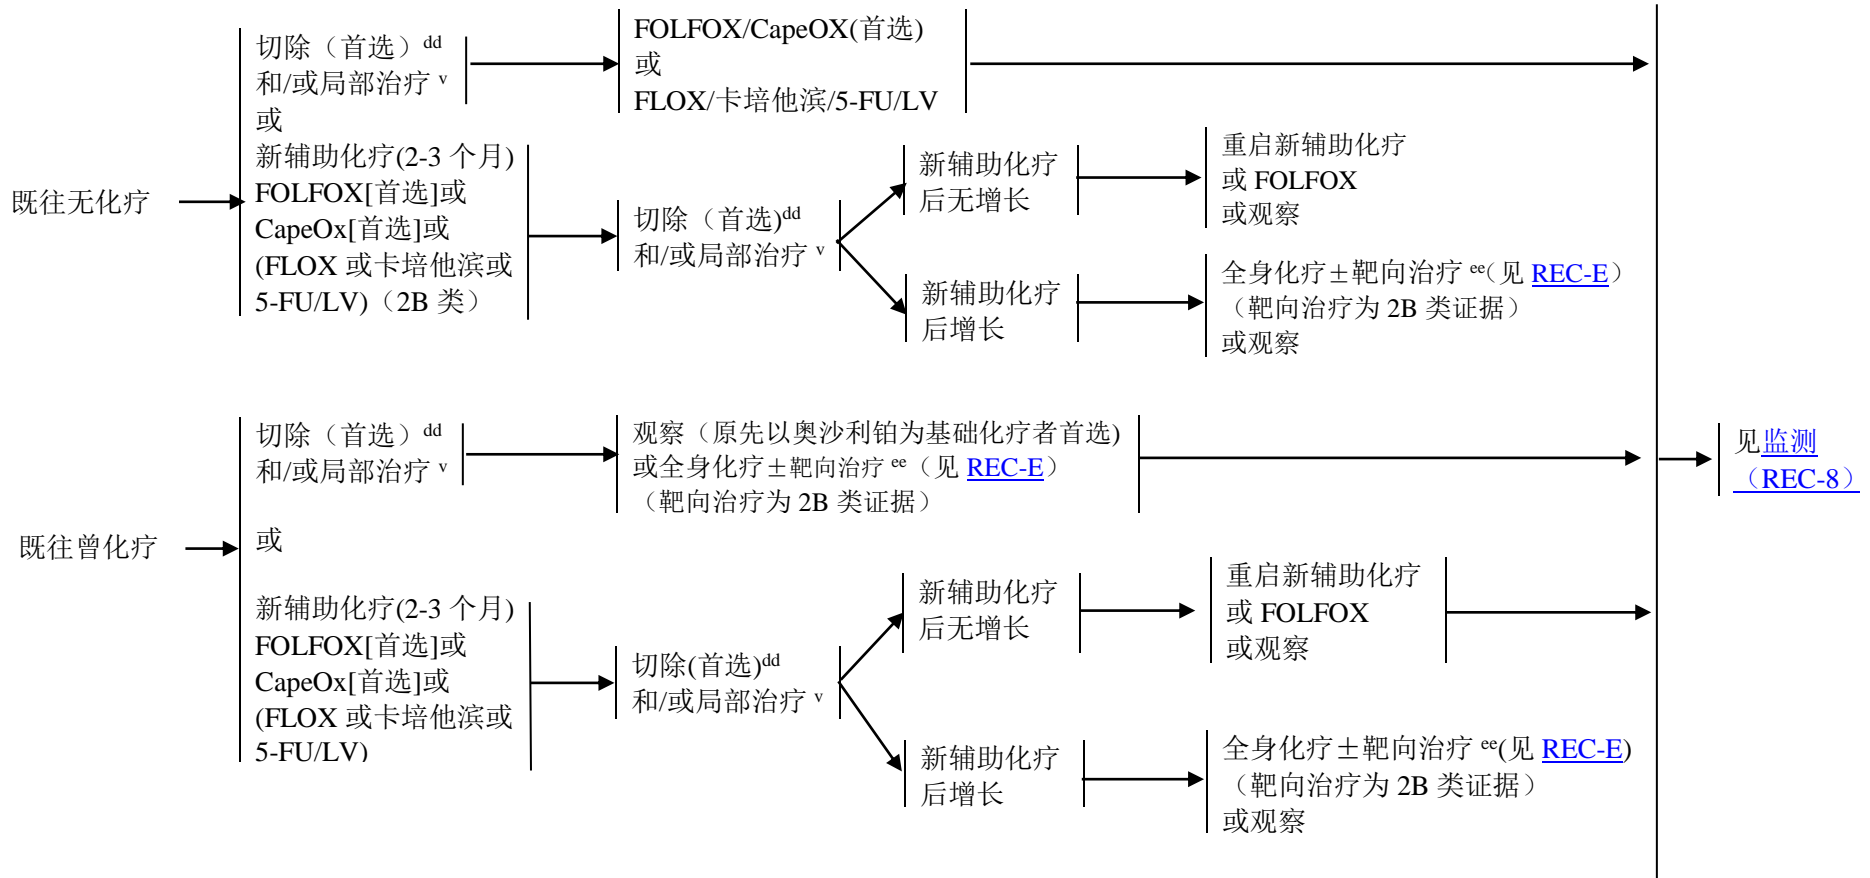 切除（首选）dd
和/或局部治疗 v
或
新辅助化疗(2-3 个月)
FOLFOX[首选]或
CapeOx[首选]或
(FLOX 或卡培他滨或
5-FU/LV)（2B 类）
既往无化疗
FOLFOX/CapeOX(首选)
或
FLOX/卡培他滨/5-FU/LV
切除（首选)dd
和/或局部治疗 v
新辅助化疗
后无增长
重启新辅助化疗
或 FOLFOX
或观察
新辅助化疗
后增长
全身化疗±靶向治疗 ee(见 REC-E）
（靶向治疗为 2B 类证据）
或观察
既往曾化疗
切除（首选）dd
和/或局部治疗 v
或
新辅助化疗(2-3 个月)
FOLFOX[首选]或
CapeOx[首选]或
(FLOX 或卡培他滨或
5-FU/LV)
观察（原先以奥沙利铂为基础化疗者首选)
或全身化疗±靶向治疗 ee（见 REC-E）
（靶向治疗为 2B 类证据）
切除(首选)dd
和/或局部治疗 v
新辅助化疗
后无增长
重启新辅助化疗
或 FOLFOX
或观察
新辅助化疗
后增长
全身化疗±靶向治疗 ee(见 REC-E)
（靶向治疗为 2B 类证据）
或观察
见监测
（REC-8）